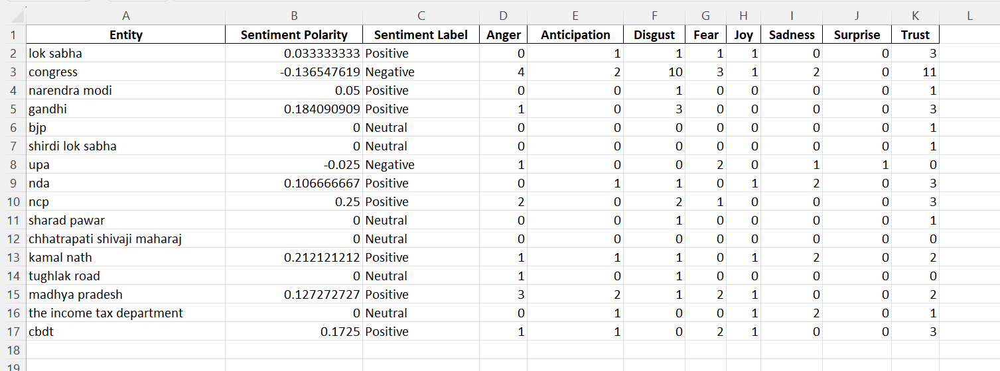 A B C D E F G H I J K L
1 Entity Sentiment Polarity Sentiment Label Anger Anticipation Disgust Fear Joy Sadness Surprise Trust
2 lok sabha 0.033333333 Positive 0 1 1 1 1 0 0 3
3 congress -0.136547619 Negative 4 2 10 3 1 2 0 11
4 narendra modi 0.05 Positive 0 0 1 0 0 0 0 1
5 gandhi 0.184090909 Positive 1 0 3 0 0 0 0 3
6 bjp 0 Neutral 0 0 0 0 0 0 0 1
7 shirdi lok sabha 0 Neutral 0 0 0 0 0 0 0 1
8 upa -0.025 Negative 1 0 0 2 0 1 1 0
9 nda 0.106666667 Positive 0 1 1 0 1 2 0 3
10 ncp 0.25 Positive 2 0 2 1 0 0 0 3
11 sharad pawar 0 Neutral 0 0 1 0 0 0 0 1
12 chhatrapati shivaji maharaj 0 Neutral 0 0 0 0 0 0 0 0
13 kamal nath 0.212121212 Positive 1 1 1 0 1 2 0 2
14 tughlak road 0 Neutral 1 0 1 0 0 0 0 0
15 madhya pradesh 0.127272727 Positive 3 2 1 2 1 0 0 2
16 the income tax department 0 Neutral 0 1 0 0 1 2 0 1
17 cbdt 0.1725 Positive 1 1 0 2 1 0 0 3
18
19